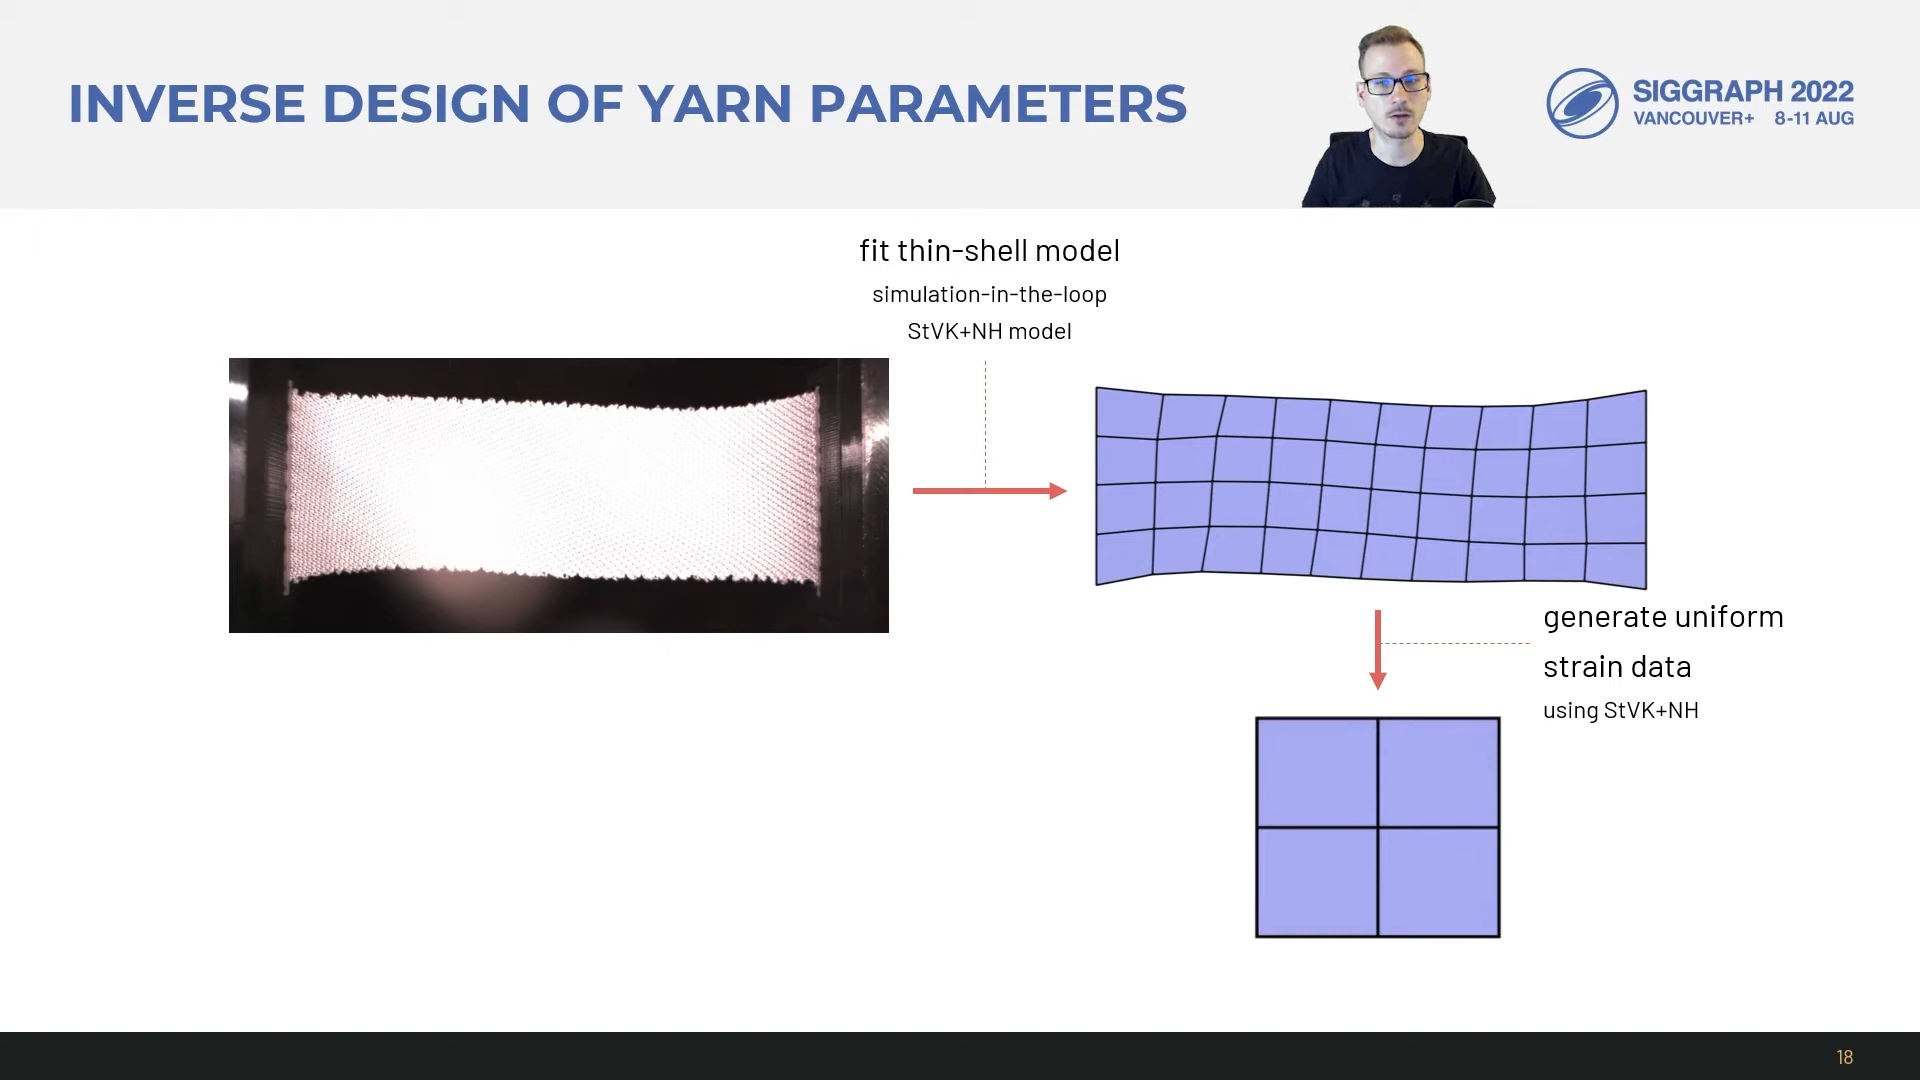 INVERSE DESIGN OF YARN PARAMETERS
SIGGRAPH 2022
VANCOUVER+ 8-11 AUG
fit thin-shell model
simulation-in-the-loop
StVK+NH model
generate uniform
strain data
using StVK+NH
18